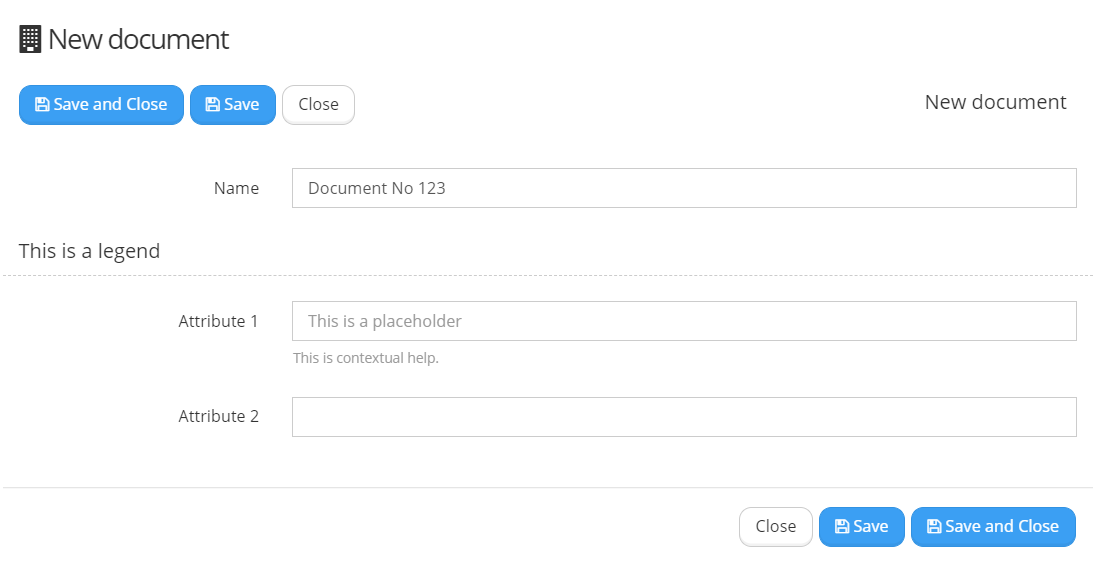 New document
Save and Close Save Close New document
Name Document No 123
This is a legend
Attribute 1 This is a placeholder
This is contextual help.
Attribute 2
Close Save Save and Close